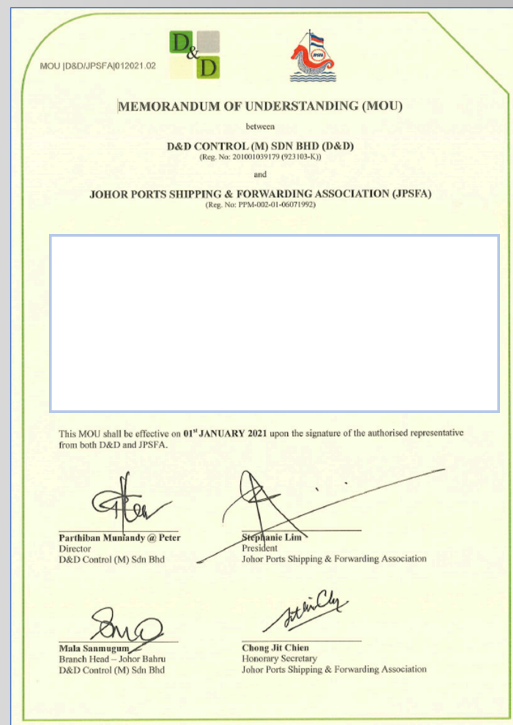 D&D
MOU |D&D/JPSFA|012021.02
MEMORANDUM OF UNDERSTANDING (MOU)
between
D&D CONTROL (M) SDN BHD (D&D)
(Reg. No: 201001039179 (923103-K))
and
JOHOR PORTS SHIPPING & FORWARDING ASSOCIATION (JPSFA)
(Reg. No: PPM-002-01-06071992)
This MOU shall be effective on 01st JANUARY 2021 upon the signature of the authorised representative
from both D&D and JPSFA.
Parthiban Muniandy @ Peter
Director
D&D Control (M) Sdn Bhd
Stephanie Lim
President
Johor Ports Shipping & Forwarding Association
Mala Sanmugum
Branch Head – Johor Bahru
D&D Control (M) Sdn Bhd
Chong Jit Chien
Honorary Secretary
Johor Ports Shipping & Forwarding Association